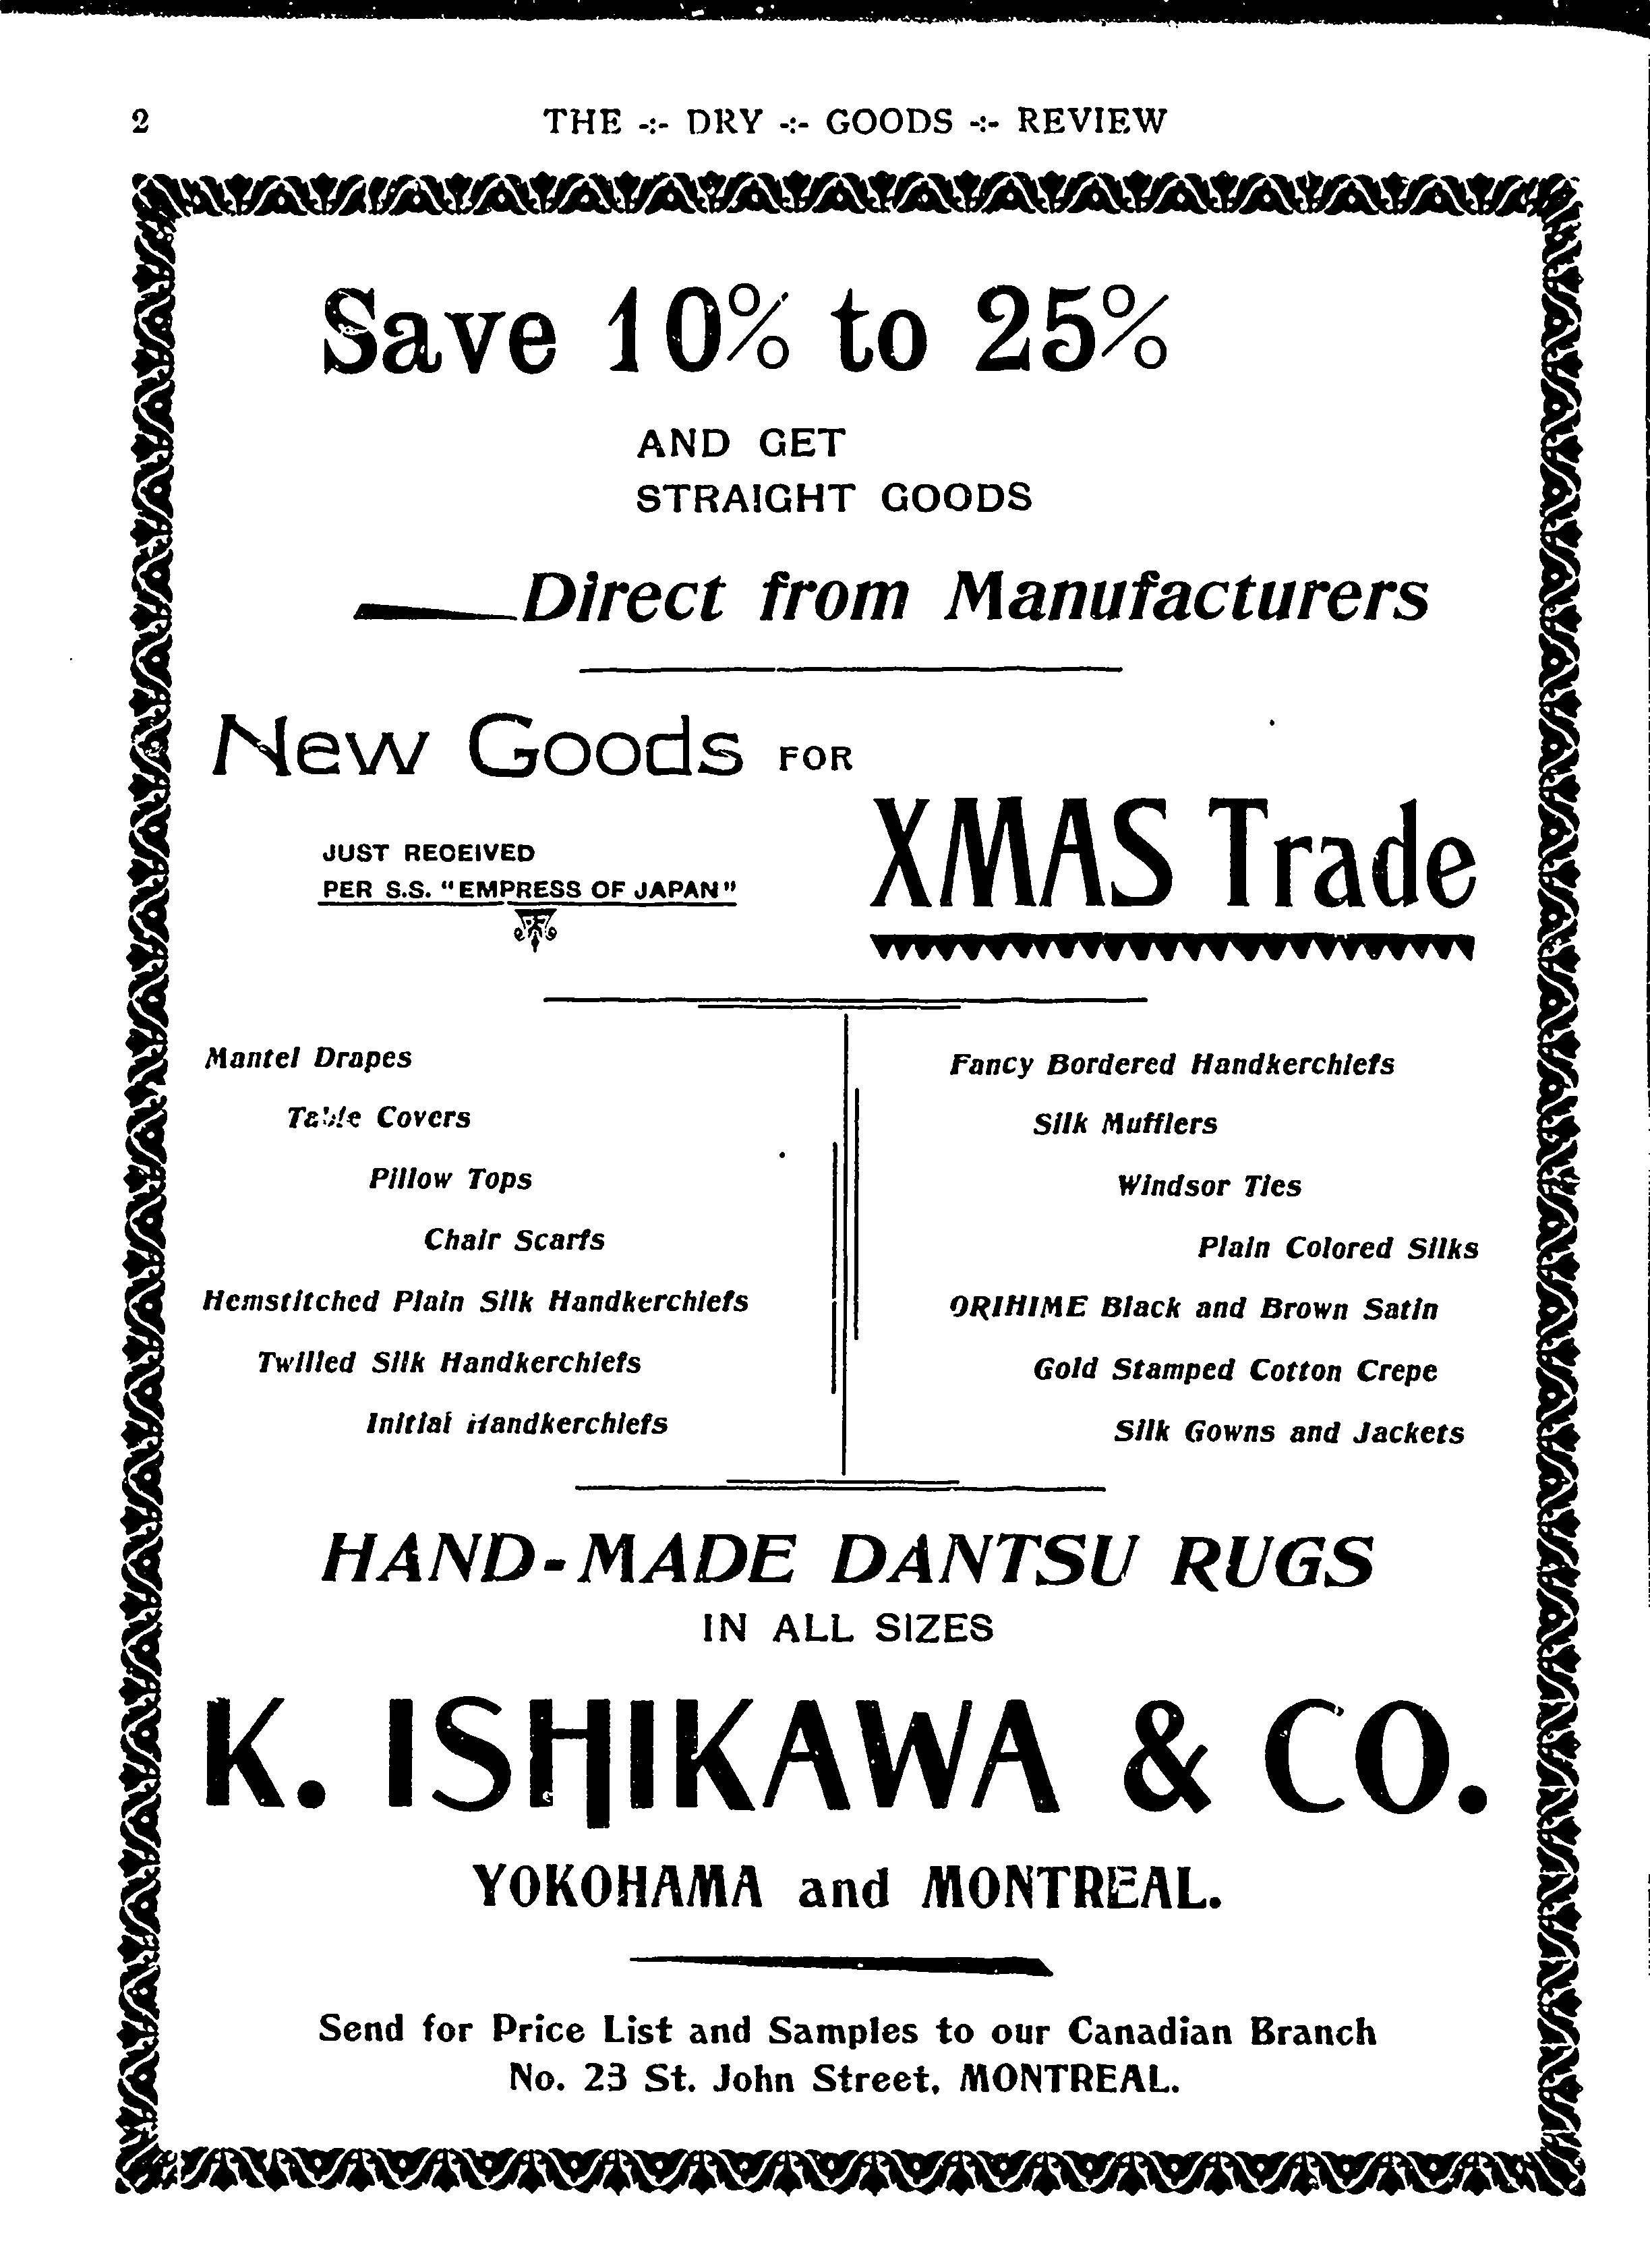 2
THE -:- DRY -:- GOODS -:- REVIEW
Save 10% to 25%
AND GET
STRAIGHT GOODS
Direct from Manufacturers
New Goods FOR
XMAS Trade
JUST RECEIVED
PER S.S. "EMPRESS OF JAPAN"
Mantel Drapes
Table Covers
Pillow Tops
Chair Scarfs
Hemstitched Plain Silk Handkerchiefs
Twilled Silk Handkerchiefs
Initial Handkerchiefs
Fancy Bordered Handkerchiefs
Silk Mufflers
Windsor Ties
Plain Colored Silks
ORIHIME Black and Brown Satin
Gold Stamped Cotton Crepe
Silk Gowns and Jackets
HAND-MADE DANTSU RUGS
IN ALL SIZES
K. ISHIKAWA & CO.
YOKOHAMA and MONTREAL.
Send for Price List and Samples to our Canadian Branch
No. 23 St. John Street, MONTREAL.